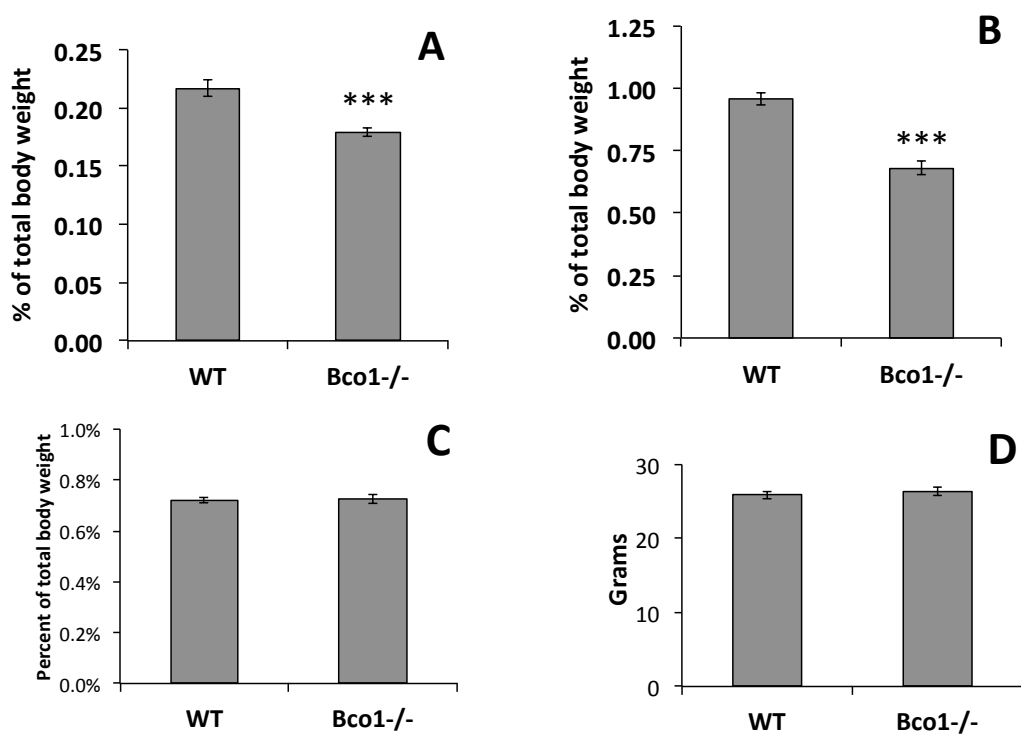 A
% of total body weight
0.25
0.20
0.15
0.10
0.05
0.00
***
WT
Bco1-/-
B
% of total body weight
1.25
1.00
0.75
0.50
0.25
0.00
***
WT
Bco1-/-
C
Percent of total body weight
1.0%
0.8%
0.6%
0.4%
0.2%
0.0%
WT
Bco1-/-
D
Grams
30
20
10
0
WT
Bco1-/-